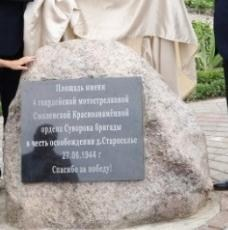 Площадь имени
4 гвардейской мотострелковой
Смоленской Краснознамённой
ордена Суворова бригады
в честь освобождения д.Староселье
27.06.1944 г
Спасибо за победу!